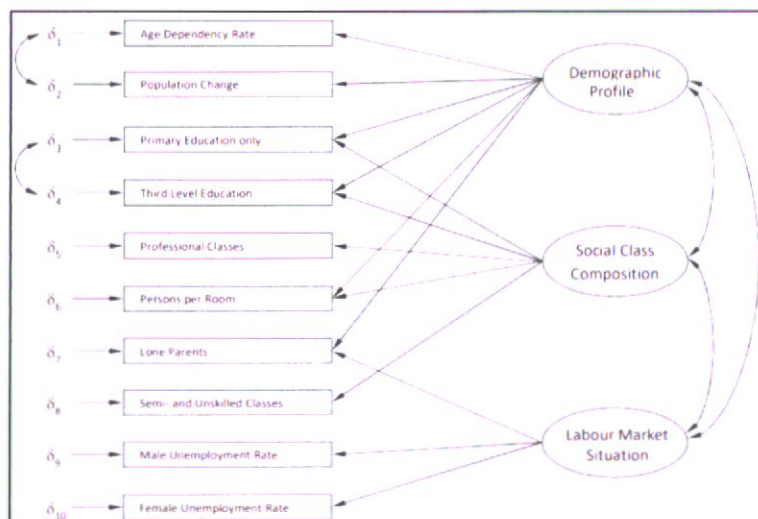 δ1
Age Dependency Rate
δ2
Population Change
δ3
Primary Education only
δ4
Third Level Education
δ5
Professional Classes
δ6
Persons per Room
δ7
Lone Parents
δ8
Semi- and Unskilled Classes
δ9
Male Unemployment Rate
δ10
Female Unemployment Rate
Demographic
Profile
Social Class
Composition
Labour Market
Situation